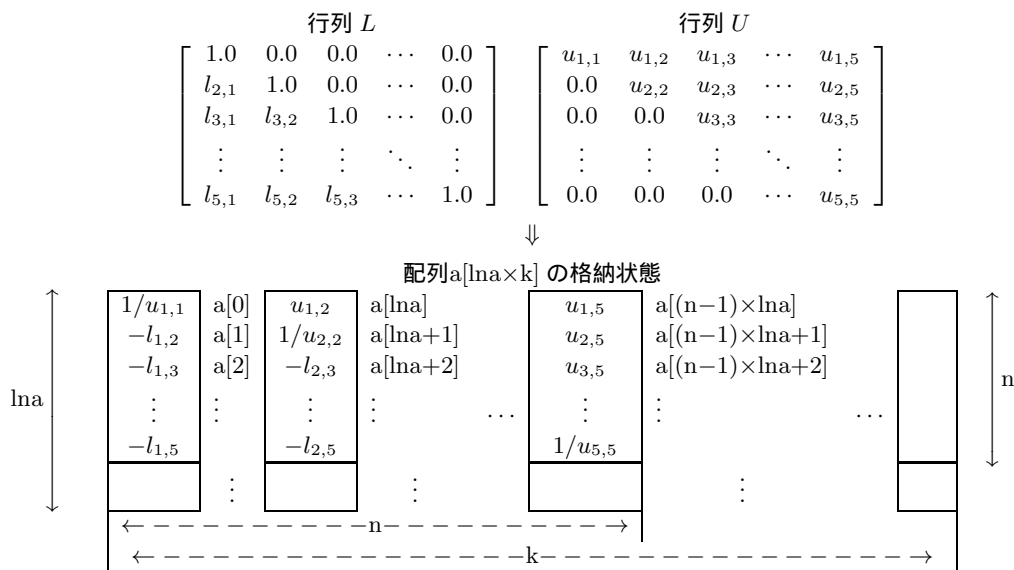 行列 L 行列 U
1.0 0.0 0.0 ⋯ 0.0 u1,1 u1,2 u1,3 ⋯ u1,5
l2,1 1.0 0.0 ⋯ 0.0 0.0 u2,2 u2,3 ⋯ u2,5
l3,1 l3,2 1.0 ⋯ 0.0 0.0 0.0 u3,3 ⋯ u3,5
⋮ ⋮ ⋮ ⋱ ⋮ ⋮ ⋮ ⋮ ⋱ ⋮
l5,1 l5,2 l5,3 ⋯ 1.0 0.0 0.0 0.0 ⋯ u5,5
⇓
配列a[lna×k] の格納状態
1/u1,1 a[0] u1,2 a[lna] u1,5 a[(n−1)×lna]
−l1,2 a[1] 1/u2,2 a[lna+1] u2,5 a[(n−1)×lna+1]
−l1,3 a[2] −l2,3 a[lna+2] u3,5 a[(n−1)×lna+2]
lna ⋮ ⋮ ⋮ ⋮ ⋯ ⋮ ⋮ ⋯ n
−l1,5 −l2,5 1/u5,5
⋮ ⋮ ⋮
n
k